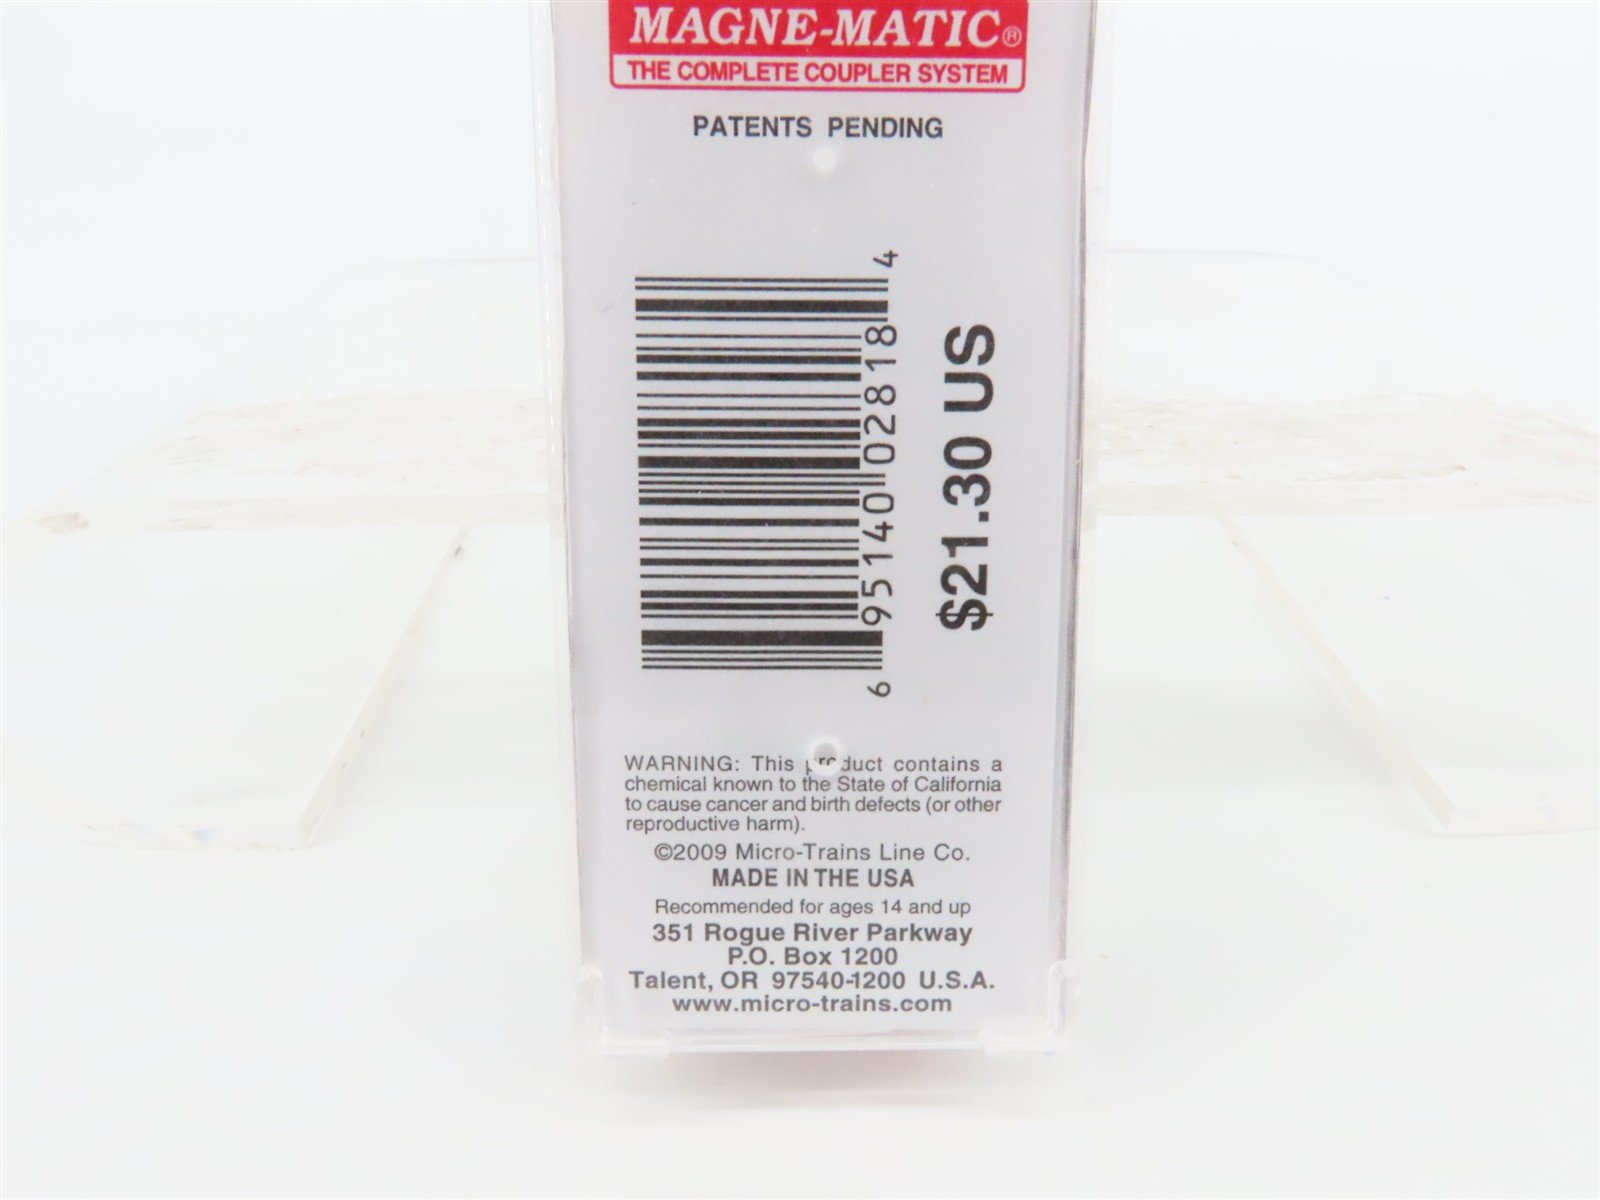 MAGNE-MATIC®
THE COMPLETE COUPLER SYSTEM
PATENTS PENDING
6 95140 02818 4
$21.30 US
WARNING: This product contains a
chemical known to the State of California
to cause cancer and birth defects (or other
reproductive harm).
©2009 Micro-Trains Line Co.
MADE IN THE USA
Recommended for ages 14 and up
351 Rogue River Parkway
P.O. Box 1200
Talent, OR 97540-1200 U.S.A.
www.micro-trains.com